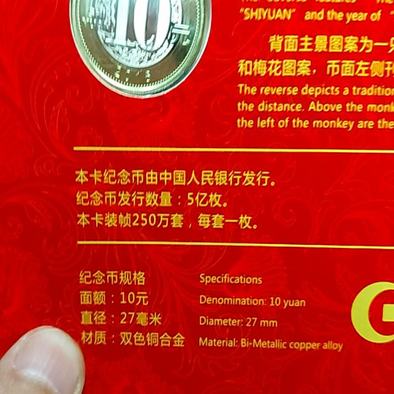 10
"SHIYUAN" and the year of "
背面主景图案为一
和梅花图案，币面左侧刊
The reverse depicts a tradition
the distance. Above the monk
the left of the monkey are the
本卡纪念币由中国人民银行发行。
纪念币发行数量：5亿枚。
本卡装帧250万套，每套一枚。
纪念币规格
面额：10元
直径：27毫米
材质：双色铜合金
Specifications
Denomination: 10 yuan
Diameter: 27 mm
Material: Bi-Metallic copper alloy